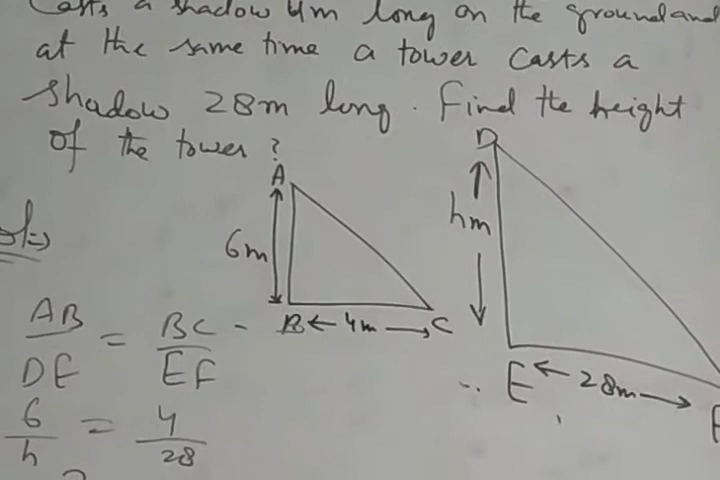 Casts a shadow 4m long on the ground and
at the same time a tower casts a
shadow 28m long. Find the height
of the tower ?
A
D
6m
hm
Sol⇒
B ← 4m → C
E ← 28m → F
AB/DE = BC/EF
6/h = 4/28